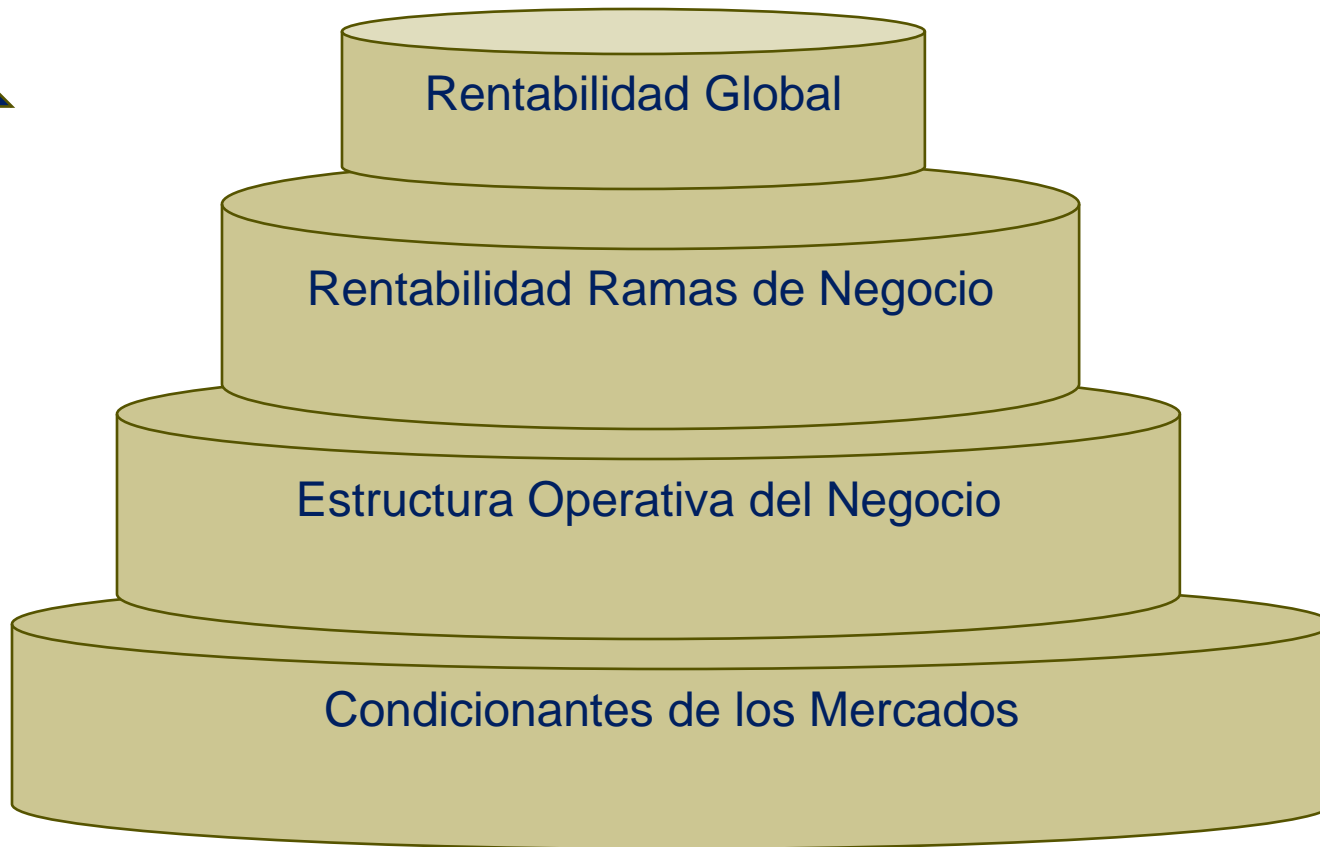 Rentabilidad Global
Rentabilidad Ramas de Negocio
Estructura Operativa del Negocio
Condicionantes de los Mercados